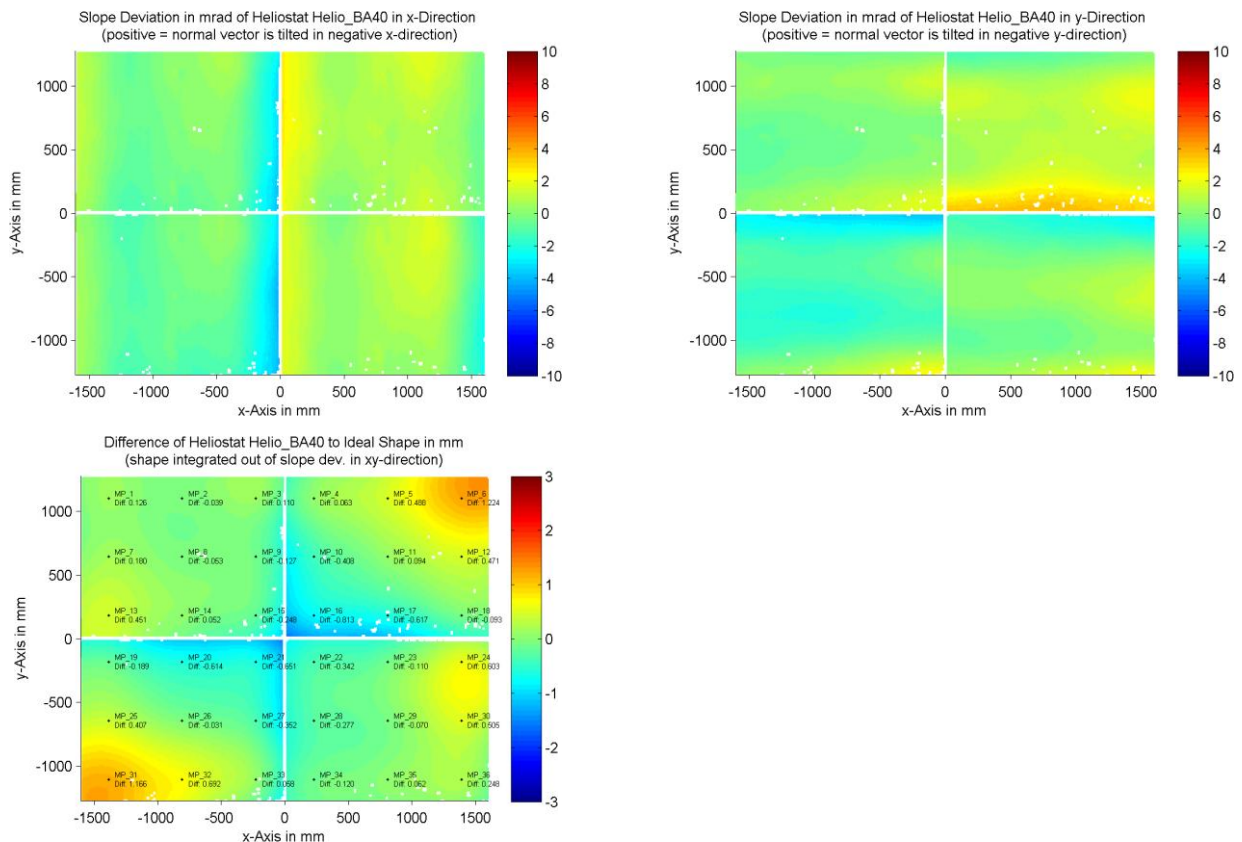 Slope Deviation in mrad of Heliostat Helio_BA40 in x-Direction
(positive = normal vector is tilted in negative x-direction)
1000
500
0
-500
-1000
-1500 -1000 -500 0 500 1000 1500
x-Axis in mm
y-Axis in mm
10
8
6
4
2
0
-2
-4
-6
-8
-10
Slope Deviation in mrad of Heliostat Helio_BA40 in y-Direction
(positive = normal vector is tilted in negative y-direction)
1000
500
0
-500
-1000
-1500 -1000 -500 0 500 1000 1500
x-Axis in mm
y-Axis in mm
10
8
6
4
2
0
-2
-4
-6
-8
-10
Difference of Heliostat Helio_BA40 to Ideal Shape in mm
(shape integrated out of slope dev. in xy-direction)
MP_1 MP_2 MP_3 MP_4 MP_5 MP_6
Diff: 0.126 Diff: -0.039 Diff: 0.110 Diff: 0.063 Diff: 0.488 Diff: 1.224
MP_7 MP_8 MP_9 MP_10 MP_11 MP_12
Diff: 0.180 Diff: -0.053 Diff: -0.127 Diff: -0.408 Diff: 0.094 Diff: 0.471
MP_13 MP_14 MP_15 MP_16 MP_17 MP_18
Diff: 0.451 Diff: 0.052 Diff: -0.248 Diff: -0.813 Diff: -0.617 Diff: -0.093
MP_19 MP_20 MP_21 MP_22 MP_23 MP_24
Diff: -0.189 Diff: -0.614 Diff: -0.651 Diff: -0.342 Diff: -0.110 Diff: 0.603
MP_25 MP_26 MP_27 MP_28 MP_29 MP_30
Diff: 0.407 Diff: -0.031 Diff: -0.352 Diff: -0.277 Diff: -0.070 Diff: 0.505
MP_31 MP_32 MP_33 MP_34 MP_35 MP_36
Diff: 1.166 Diff: 0.692 Diff: 0.058 Diff: -0.120 Diff: 0.062 Diff: 0.248
1000
500
0
-500
-1000
-1500 -1000 -500 0 500 1000 1500
x-Axis in mm
y-Axis in mm
3
2
1
0
-1
-2
-3